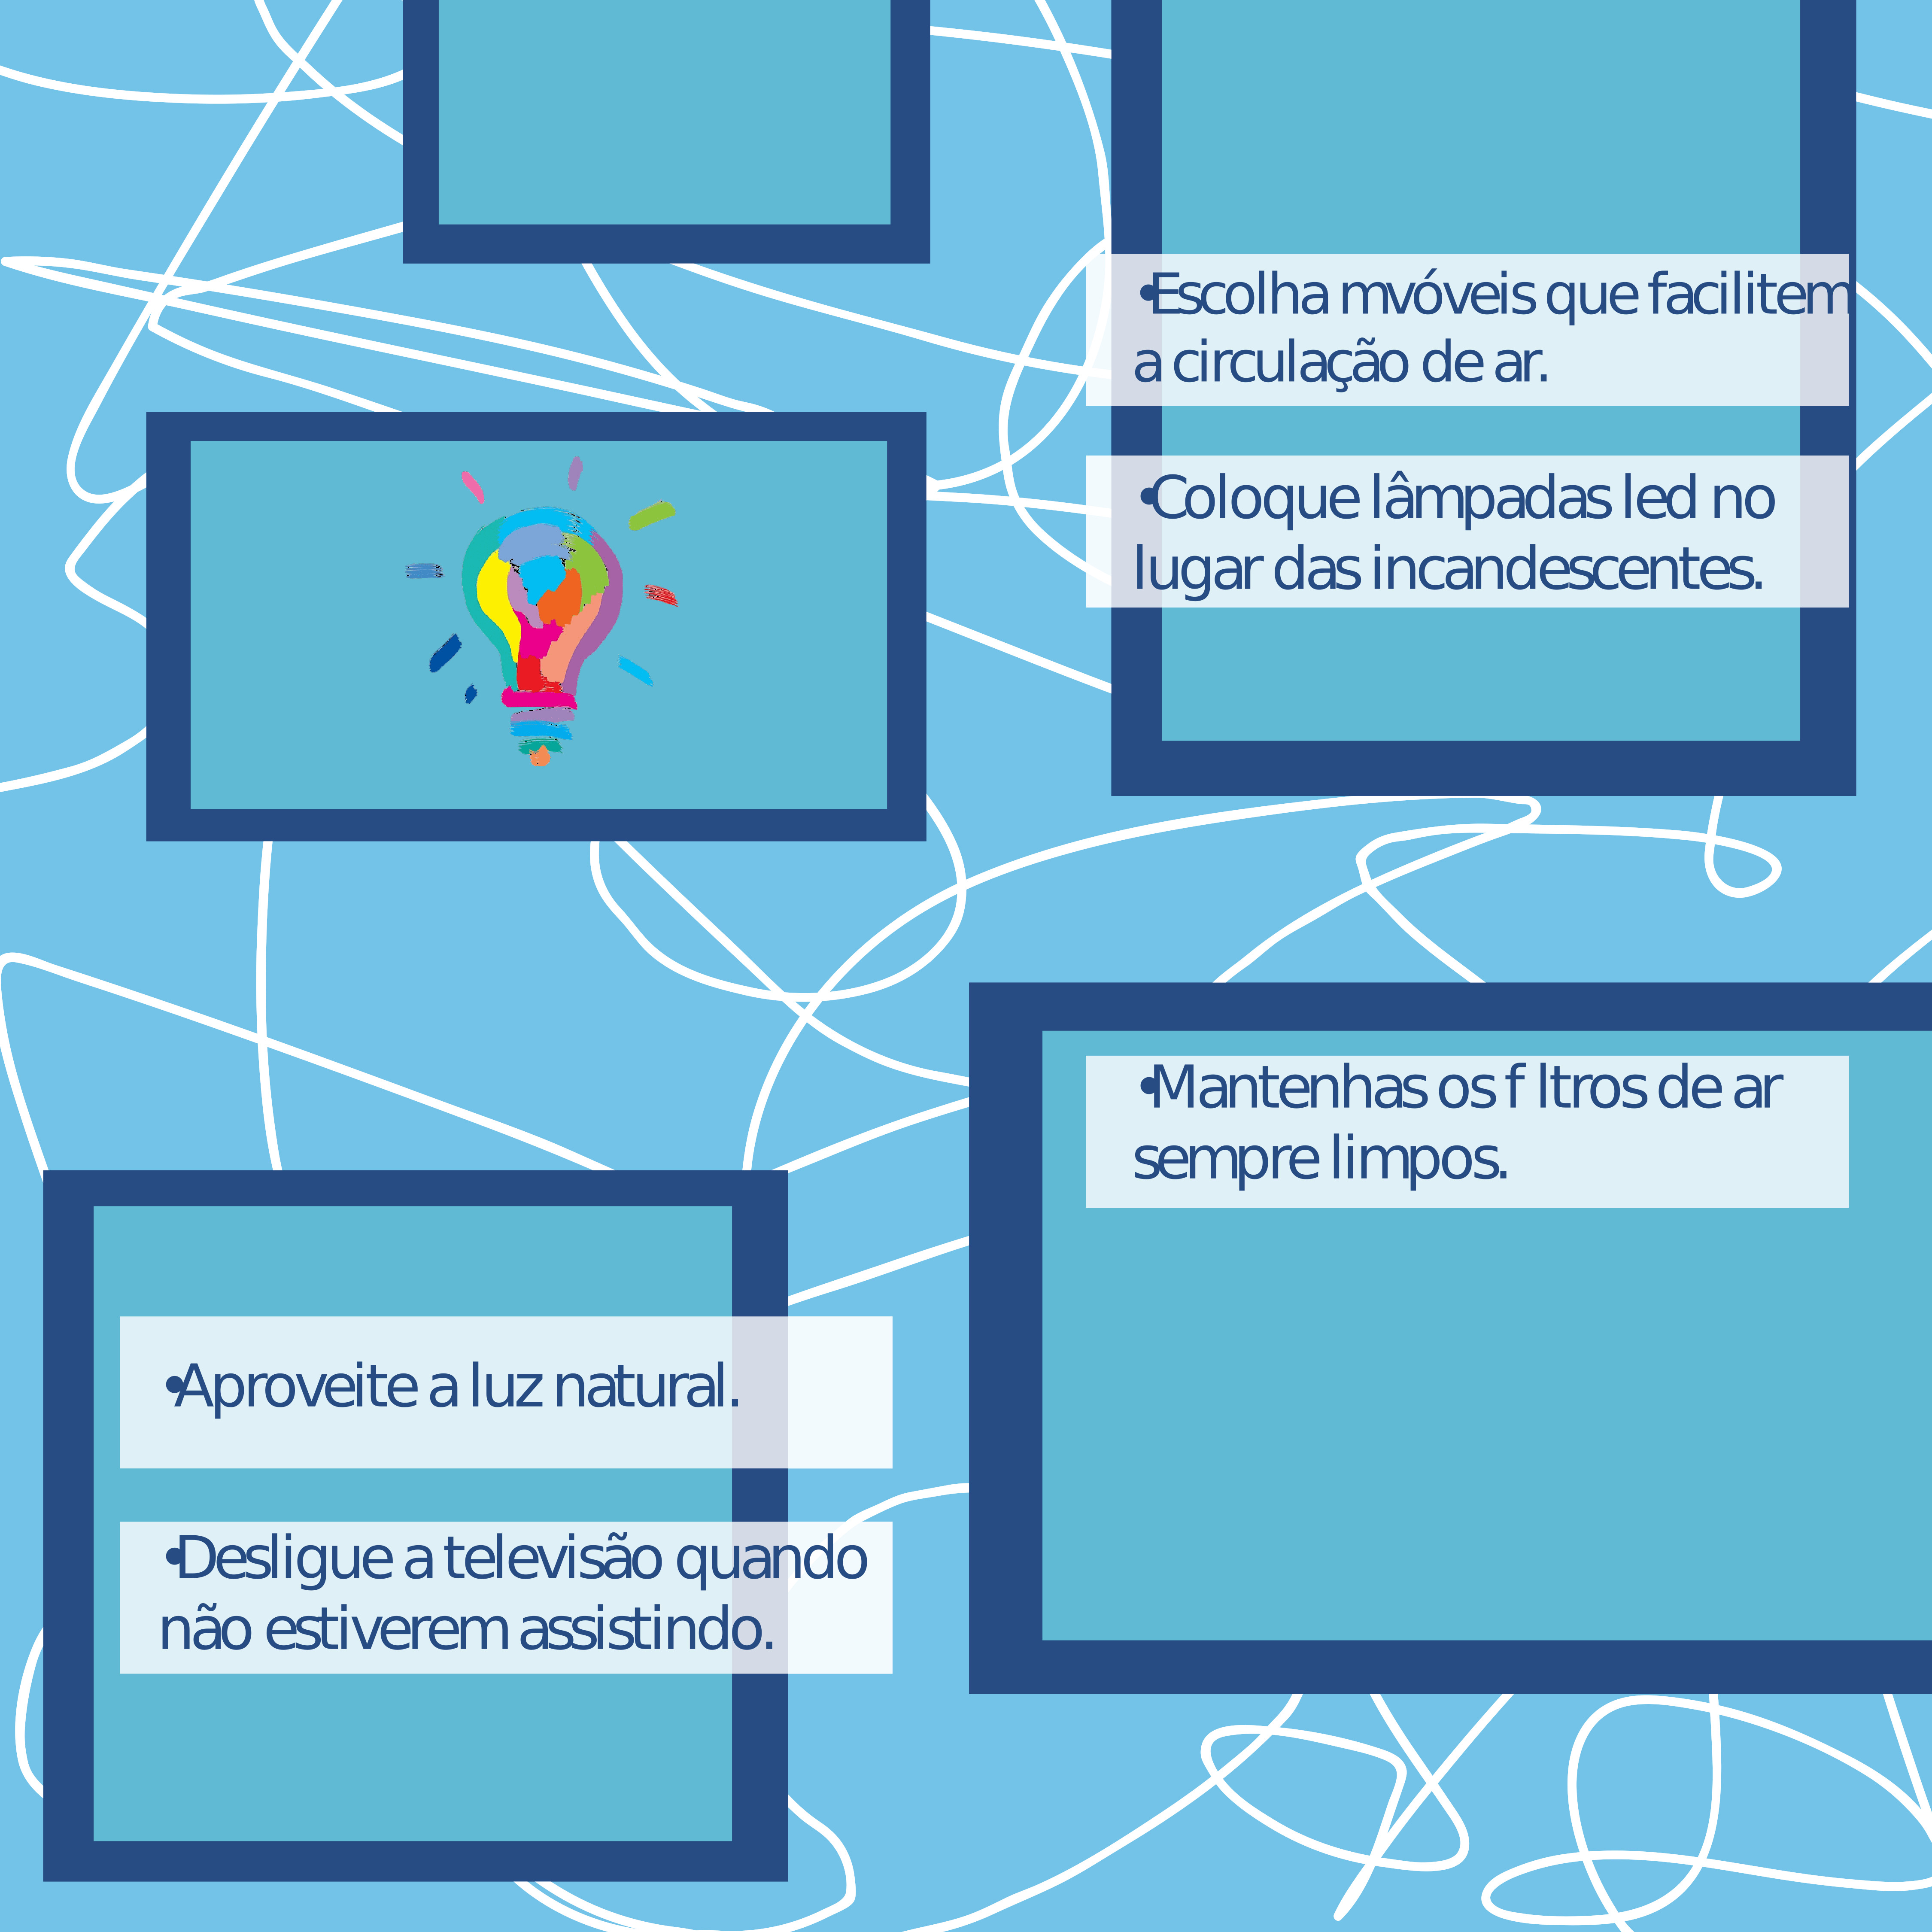 •Escolha mvóveis que facilitem
a circulação de ar.
•Coloque lâmpadas led no
lugar das incandescentes.
•Mantenhas os f ltros de ar
sempre limpos.
•Aproveite a luz natural.
•Desligue a televisão quando
não estiverem assistindo.